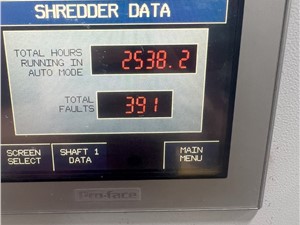 SHREDDER DATA
TOTAL HOURS
RUNNING IN
AUTO MODE
2538.2
TOTAL
FAULTS
391
SCREEN
SELECT
SHAFT 1
DATA
MAIN
MENU
Pro-face